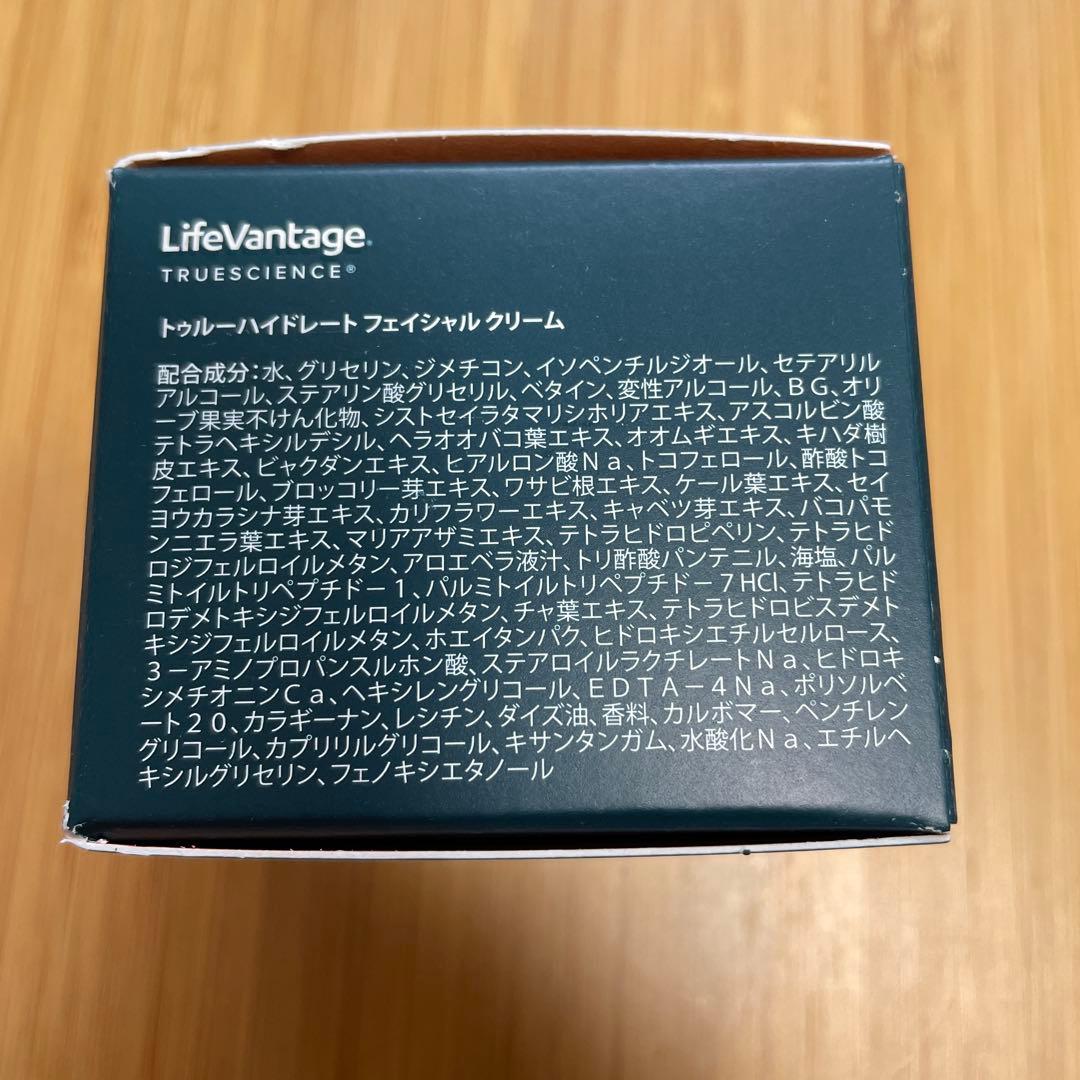 LifeVantage®
TRUESCIENCE®
トゥルーハイドレート フェイシャル クリーム
配合成分：水、グリセリン、ジメチコン、イソペンチルジオール、セテアリル
アルコール、ステアリン酸グリセリル、ベタイン、変性アルコール、ＢＧ、オリ
ーブ果実不けん化物、シストセイラタマリシホリアエキス、アスコルビン酸
テトラヘキシルデシル、ヘラオオバコ葉エキス、オオムギエキス、キハダ樹
皮エキス、ビャクダンエキス、ヒアルロン酸Ｎａ、トコフェロール、酢酸トコ
フェロール、ブロッコリー芽エキス、ワサビ根エキス、ケール葉エキス、セイ
ヨウカラシナ芽エキス、カリフラワーエキス、キャベツ芽エキス、バコパモ
ンニエラ葉エキス、マリアアザミエキス、テトラヒドロピペリン、テトラヒド
ロジフェルロイルメタン、アロエベラ液汁、トリ酢酸パンテニル、海塩、パル
ミトイルトリペプチド－１、パルミトイルトリペプチド－７HCl、テトラヒド
ロデメトキシジフェルロイルメタン、チャ葉エキス、テトラヒドロビスデメト
キシジフェルロイルメタン、ホエイタンパク、ヒドロキシエチルセルロース、
３－アミノプロパンスルホン酸、ステアロイルラクチレートＮａ、ヒドロキ
シメチオニンＣａ、ヘキシレングリコール、ＥＤＴＡ－４Ｎａ、ポリソルベ
ート２０、カラギーナン、レシチン、ダイズ油、香料、カルボマー、ペンチレン
グリコール、カプリリルグリコール、キサンタンガム、水酸化Ｎａ、エチルヘ
キシルグリセリン、フェノキシエタノール